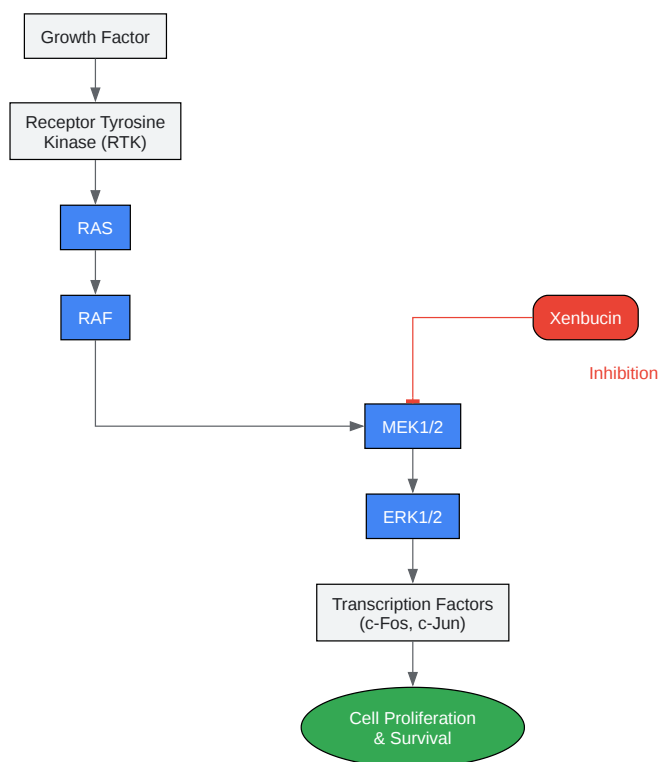 Growth Factor
Receptor Tyrosine
Kinase (RTK)
RAS
RAF
Xenbucin
Inhibition
MEK1/2
ERK1/2
Transcription Factors
(c-Fos, c-Jun)
Cell Proliferation
& Survival